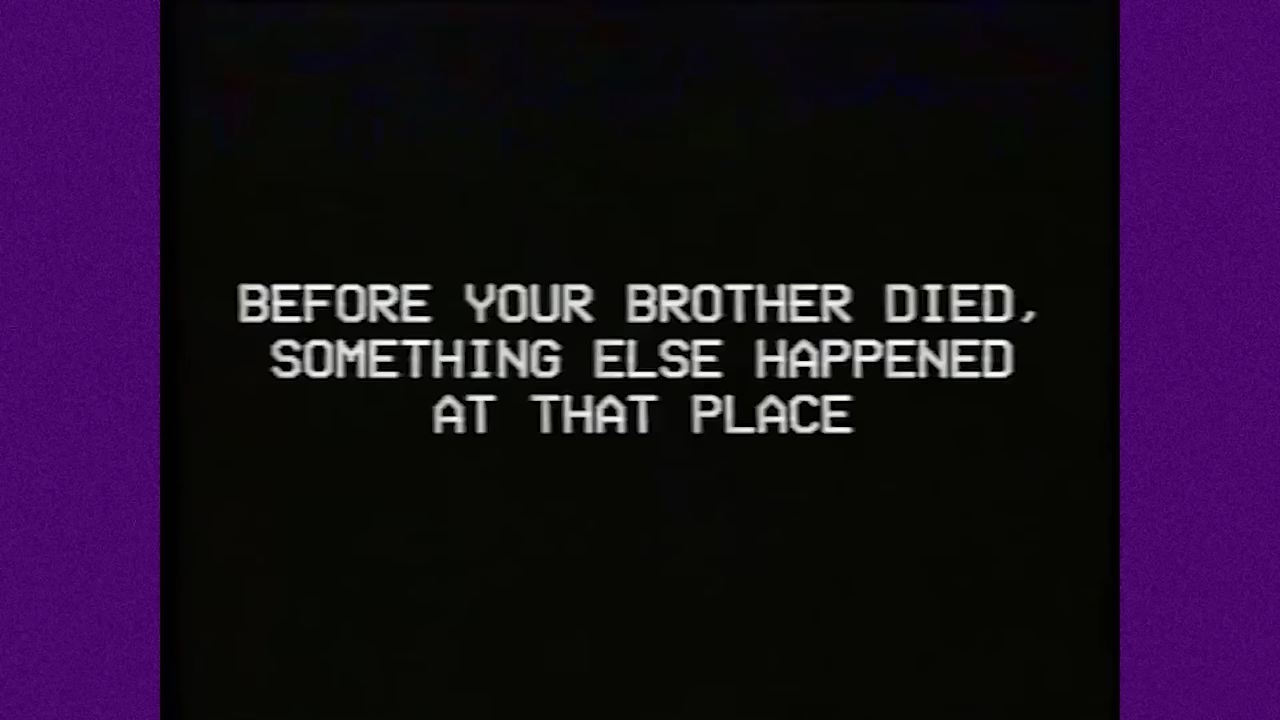 BEFORE YOUR BROTHER DIED,
SOMETHING ELSE HAPPENED
AT THAT PLACE